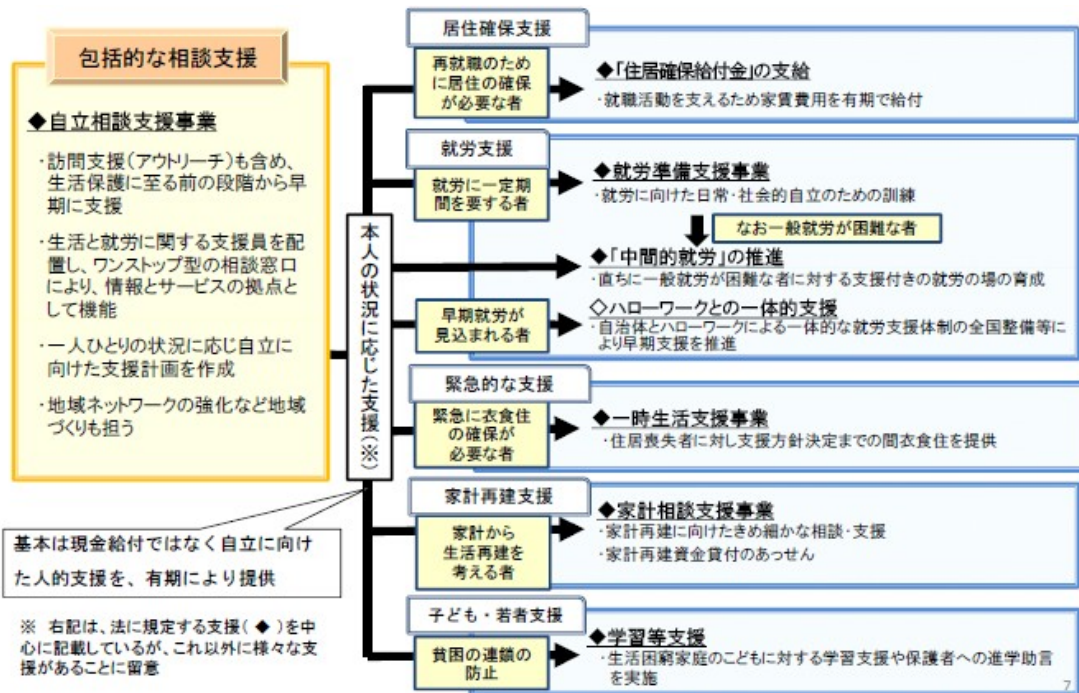 包括的な相談支援
◆自立相談支援事業
・訪問支援（アウトリーチ）も含め、
生活保護に至る前の段階から早
期に支援
・生活と就労に関する支援員を配
置し、ワンストップ型の相談窓口
により、情報とサービスの拠点と
して機能
・一人ひとりの状況に応じ自立に
向けた支援計画を作成
・地域ネットワークの強化など地域
づくりも担う
基本は現金給付ではなく自立に向け
た人的支援を、有期により提供
※ 右記は、法に規定する支援（◆）を中
心に記載しているが、これ以外に様々な支
援があることに留意
本人の状況に応じた支援（※）
居住確保支援
再就職のため
に居住の確保
が必要な者
◆「住居確保給付金」の支給
・就職活動を支えるため家賃費用を有期で給付
就労支援
就労に一定期
間を要する者
◆就労準備支援事業
・就労に向けた日常・社会的自立のための訓練
なお一般就労が困難な者
◆「中間的就労」の推進
・直ちに一般就労が困難な者に対する支援付きの就労の場の育成
早期就労が
見込まれる者
◇ハローワークとの一体的支援
・自治体とハローワークによる一体的な就労支援体制の全国整備等に
より早期支援を推進
緊急的な支援
緊急に衣食住
の確保が
必要な者
◆一時生活支援事業
・住居喪失者に対し支援方針決定までの間衣食住を提供
家計再建支援
家計から
生活再建を
考える者
◆家計相談支援事業
・家計再建に向けたきめ細かな相談・支援
・家計再建資金貸付のあっせん
子ども・若者支援
貧困の連鎖の
防止
◆学習等支援
・生活困窮家庭のこどもに対する学習支援や保護者への進学助言
を実施
7